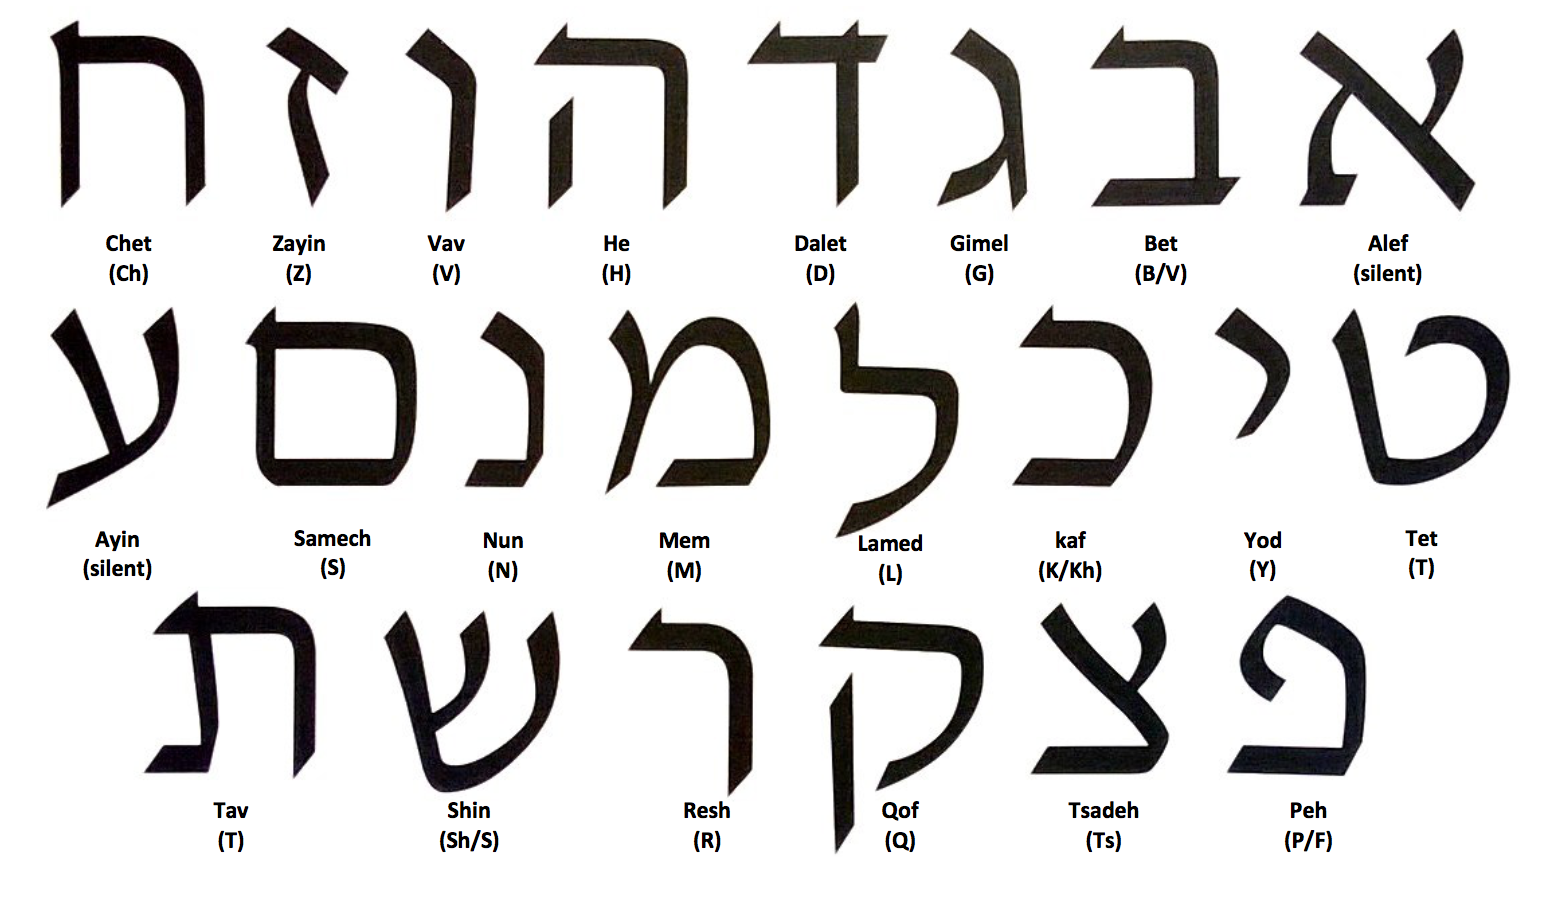 א ב ג ד ה ו ז ח
Chet Zayin Vav He Dalet Gimel Bet Alef
(Ch) (Z) (V) (H) (D) (G) (B/V) (silent)
ט י כ ל מ נ ס ע
Ayin Samech Nun Mem Lamed kaf Yod Tet
(silent) (S) (N) (M) (L) (K/Kh) (Y) (T)
פ צ ק ר ש ת
Tav Shin Resh Qof Tsadeh Peh
(T) (Sh/S) (R) (Q) (Ts) (P/F)